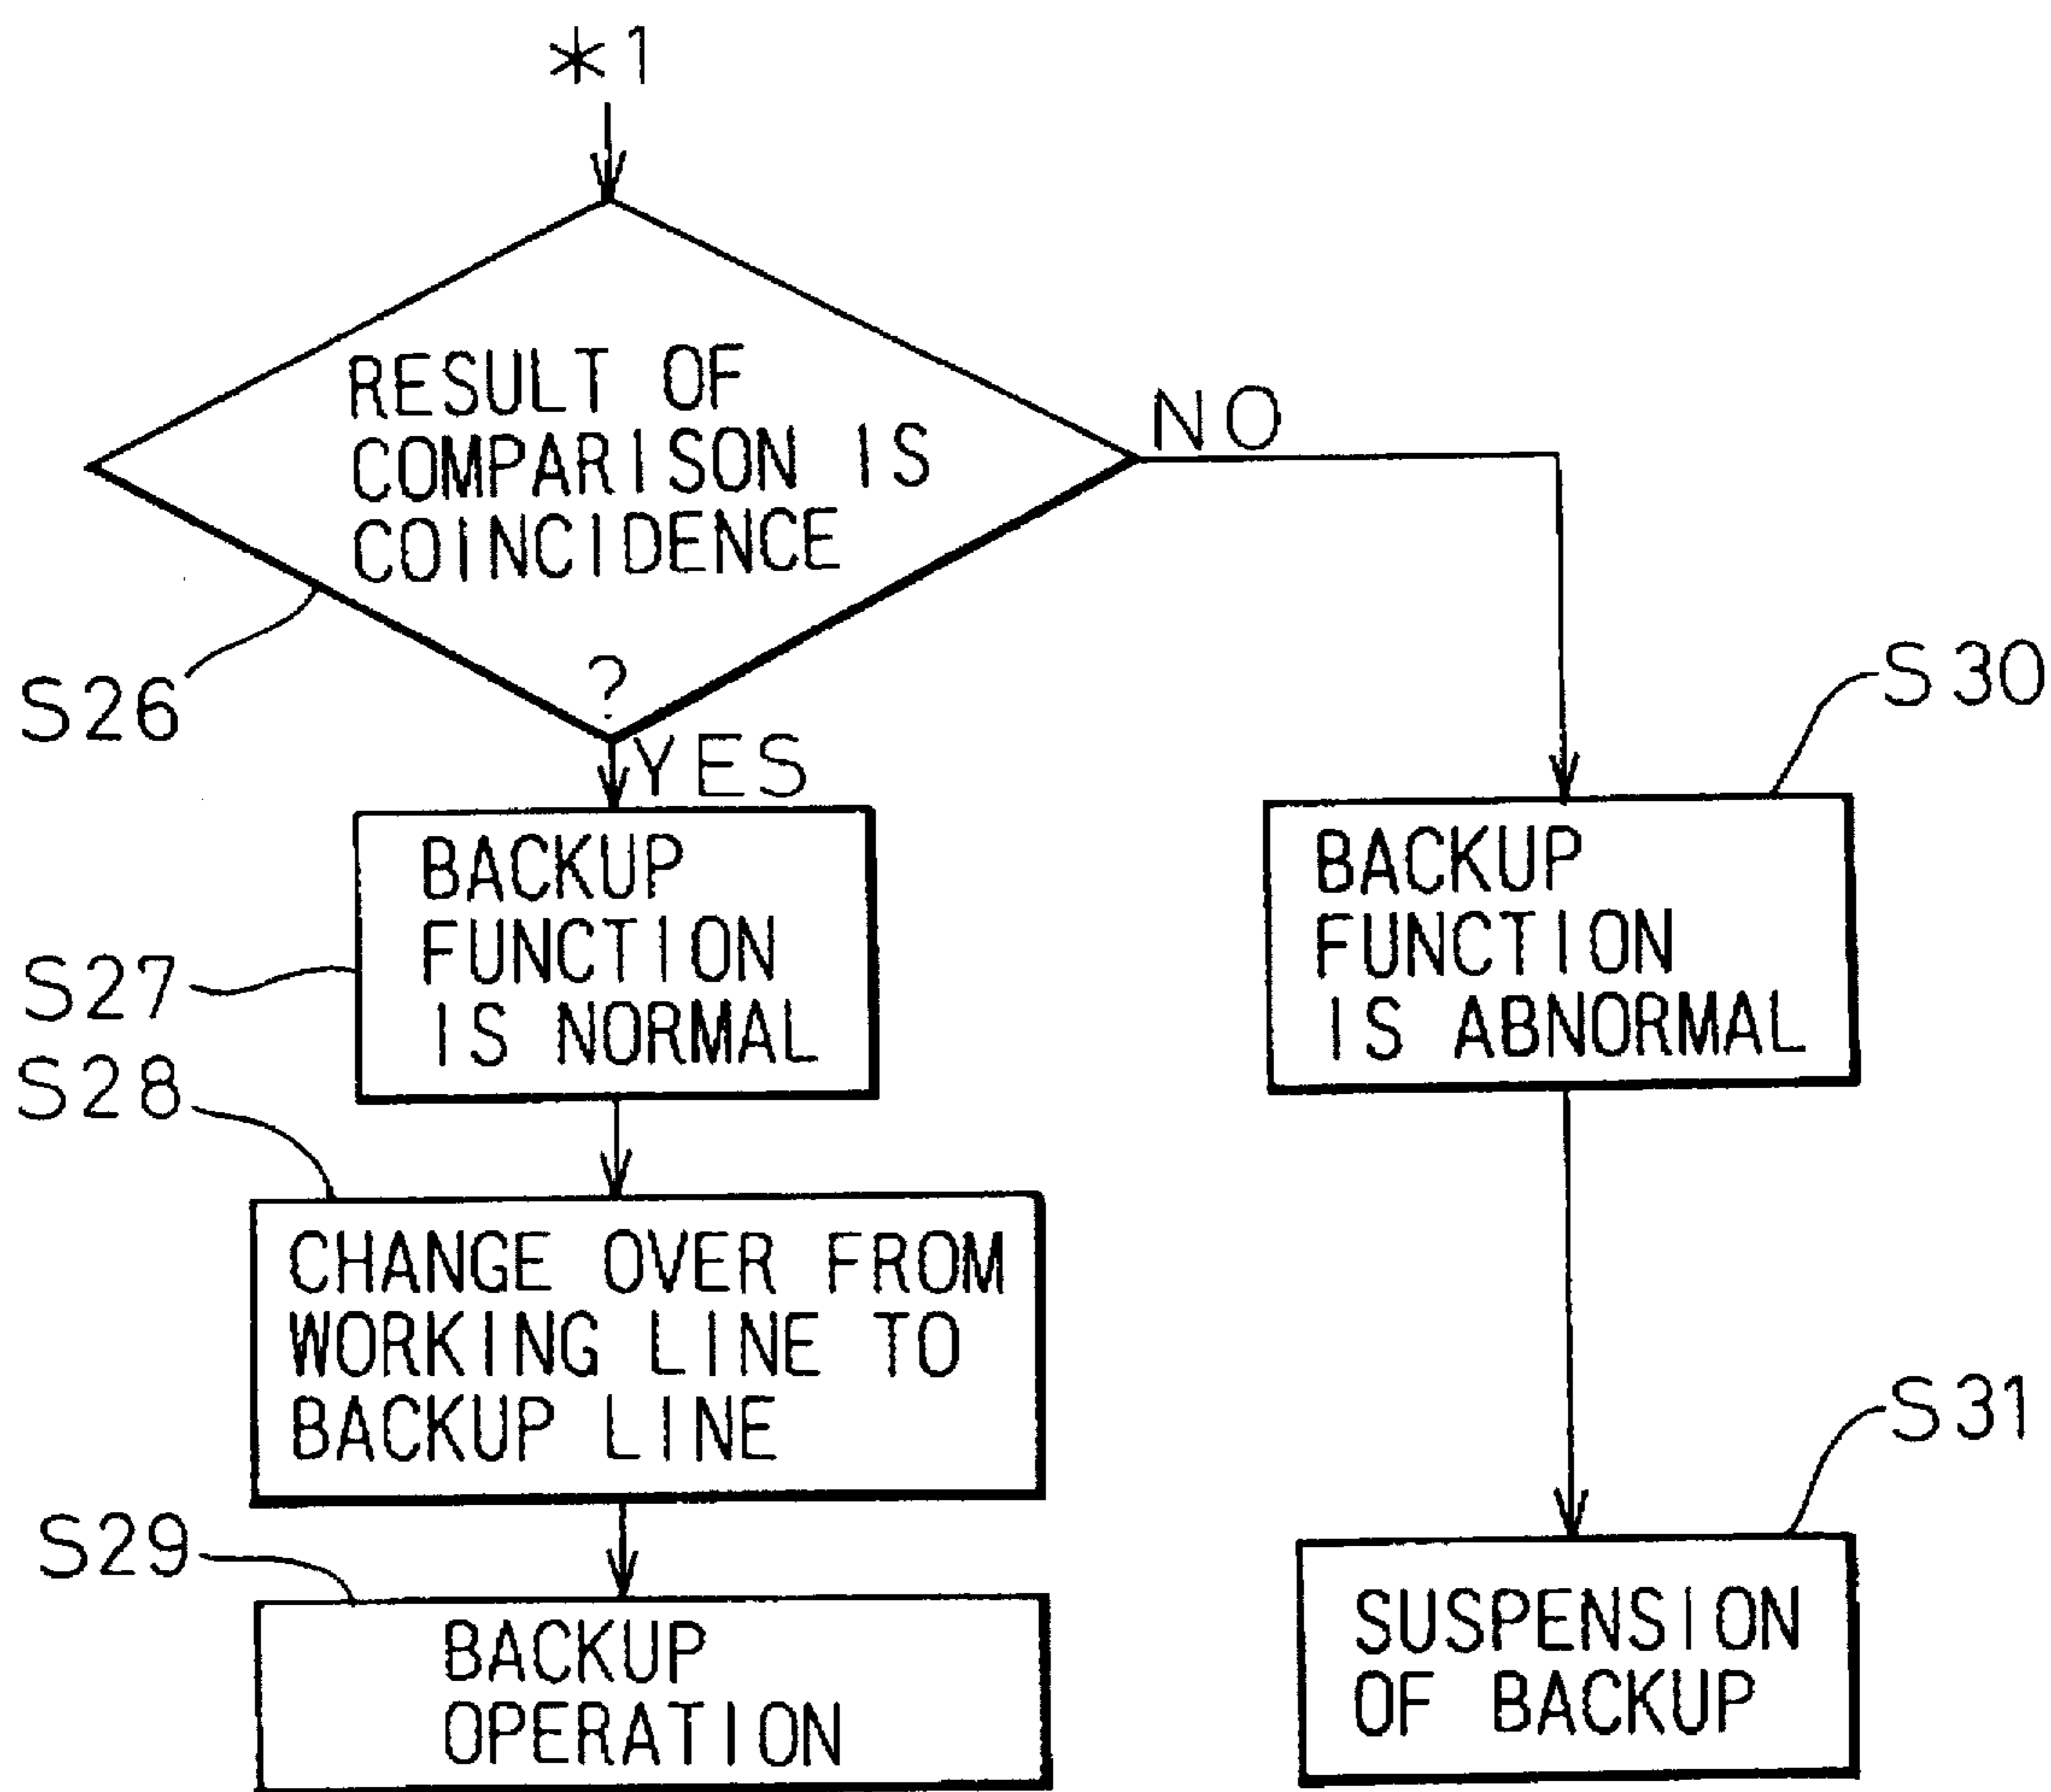 *1
RESULT OF
COMPARISON IS
COINCIDENCE
?
NO
S26
YES
S30
BACKUP
FUNCTION
IS NORMAL
S27
BACKUP
FUNCTION
IS ABNORMAL
S28
CHANGE OVER FROM
WORKING LINE TO
BACKUP LINE
S31
S29
BACKUP
OPERATION
SUSPENSION
OF BACKUP